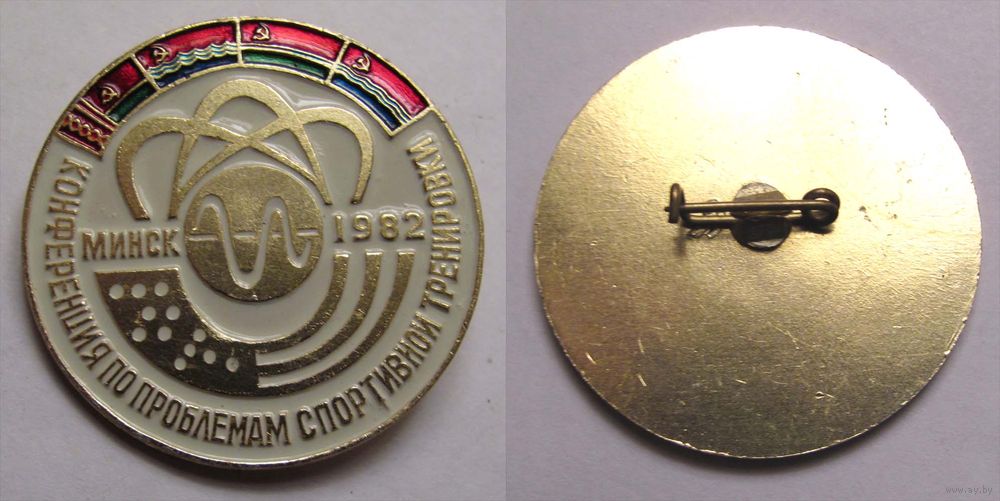 МИНСК 1982
КОНФЕРЕНЦИЯ ПО ПРОБЛЕМАМ СПОРТИВНОЙ ТРЕНИРОВКИ
www.ay.by